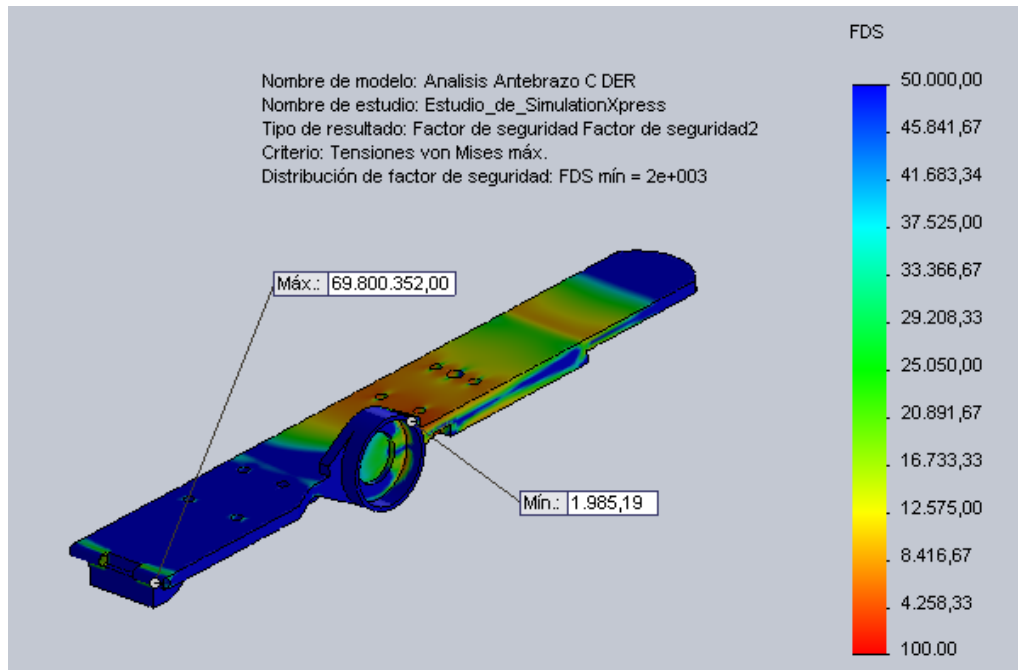 FDS
Nombre de modelo: Analisis Antebrazo C DER
Nombre de estudio: Estudio_de_SimulationXpress
Tipo de resultado: Factor de seguridad Factor de seguridad2
Criterio: Tensiones von Mises máx.
Distribución de factor de seguridad: FDS mín = 2e+003
50.000,00
45.841,67
41.683,34
37.525,00
33.366,67
29.208,33
25.050,00
20.891,67
16.733,33
12.575,00
8.416,67
4.258,33
100.00
Máx.: 69.800.352,00
Mín.: 1.985,19